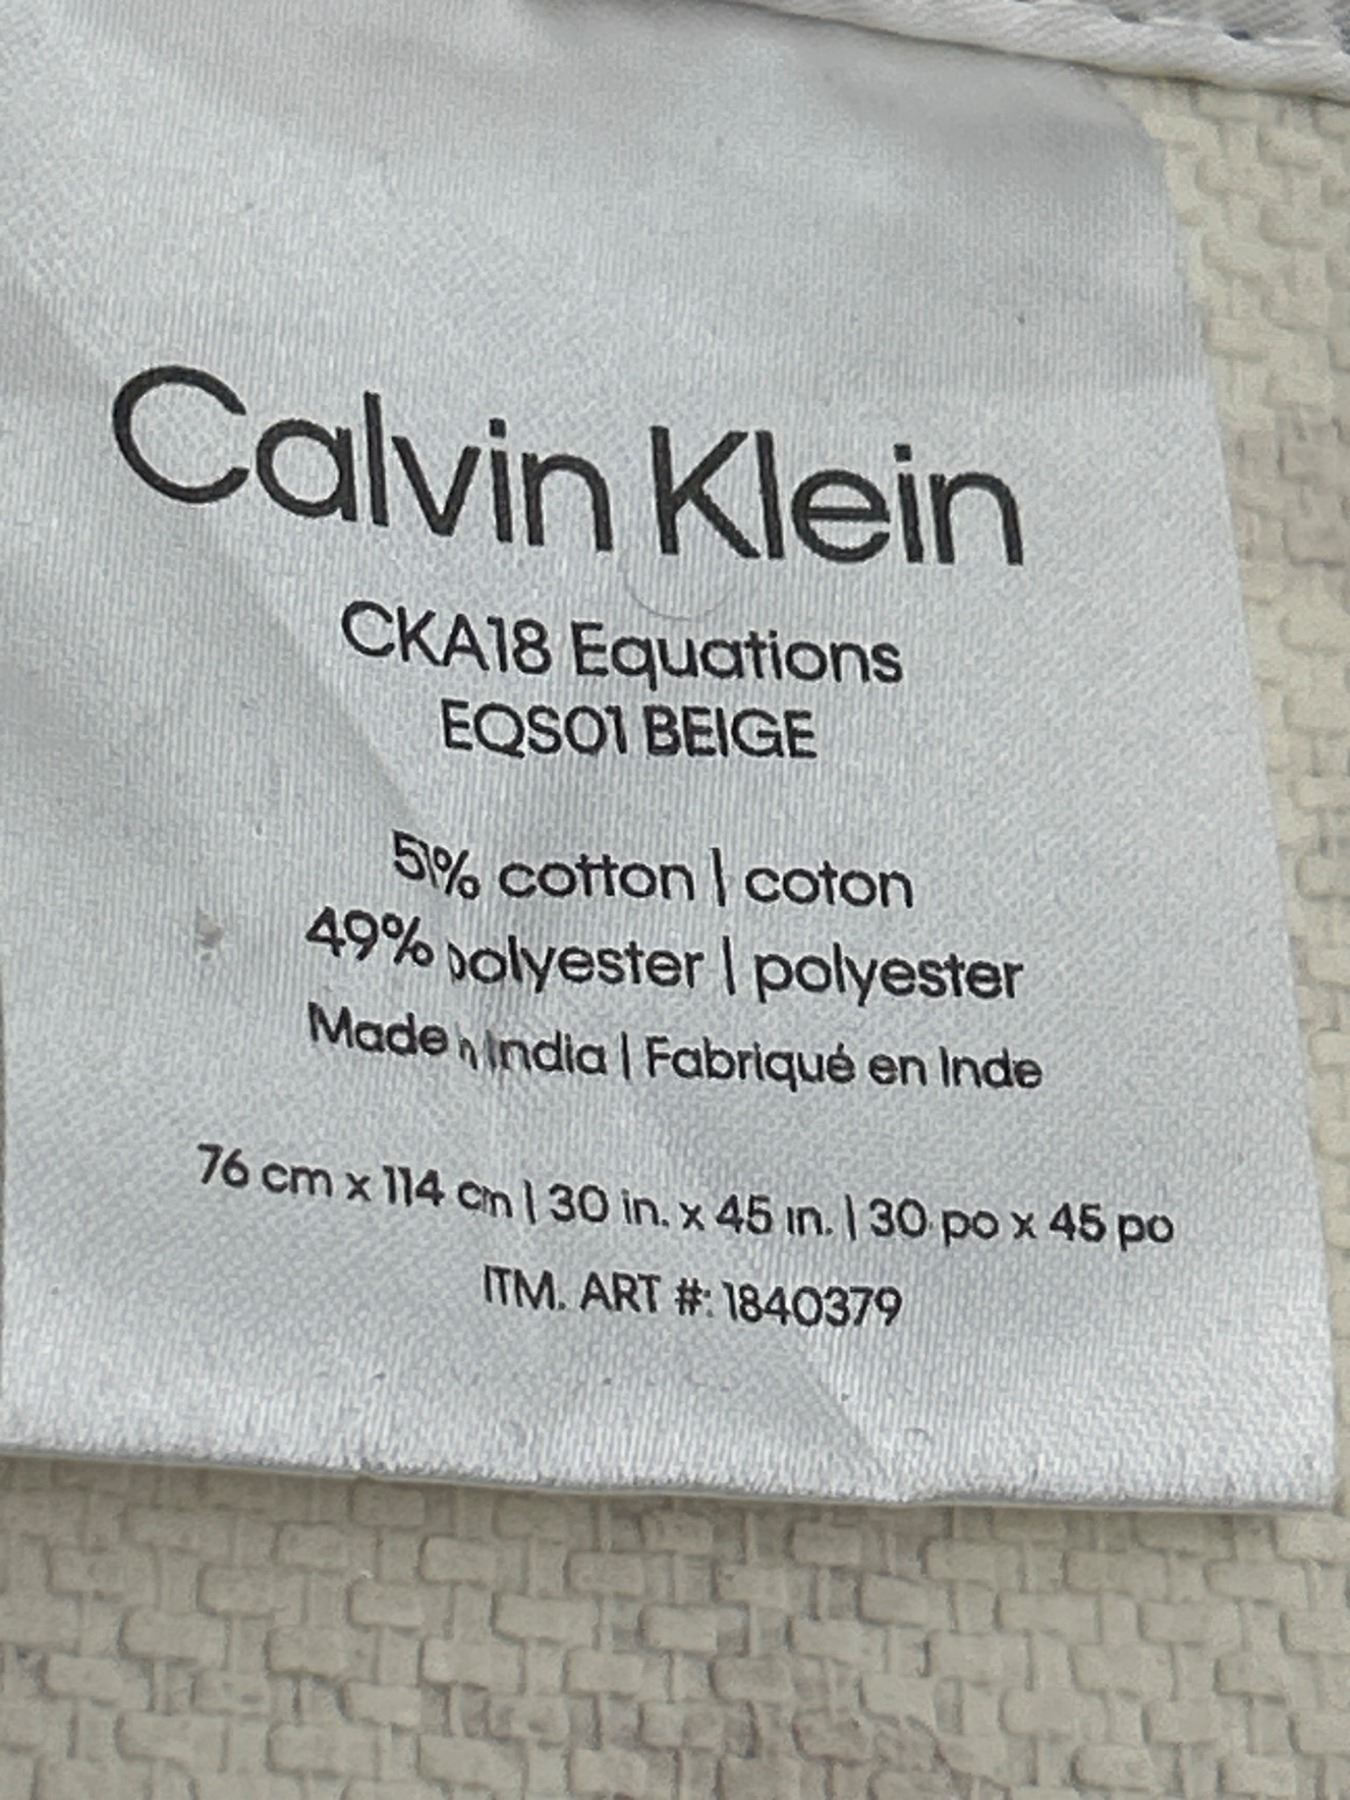 Calvin Klein
CKA18 Equations
EQS01 BEIGE
51% cotton | coton
49% polyester | polyester
Made in India | Fabriqué en Inde
76 cm x 114 cm | 30 in. x 45 in. | 30 po x 45 po
ITM. ART #: 1840379